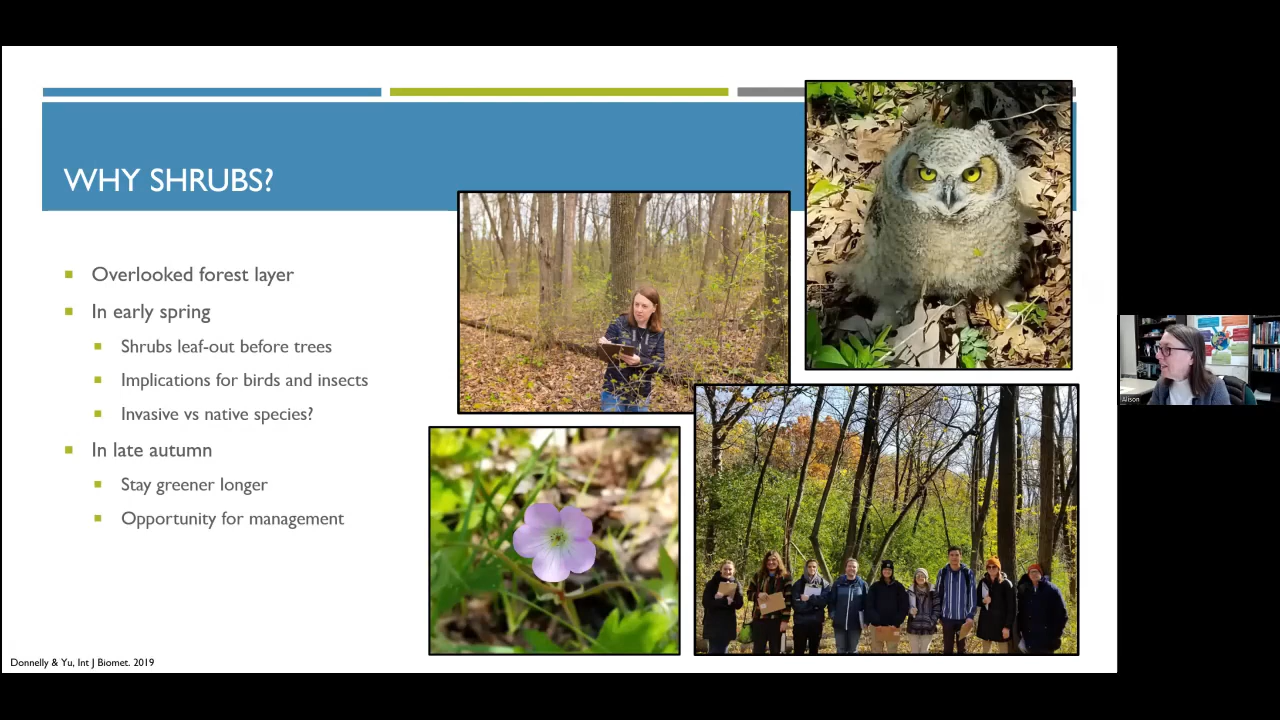 WHY SHRUBS?
Overlooked forest layer
In early spring
Shrubs leaf-out before trees
Implications for birds and insects
Invasive vs native species?
In late autumn
Stay greener longer
Opportunity for management
Donnelly & Yu, Int J Biomet. 2019
Alison